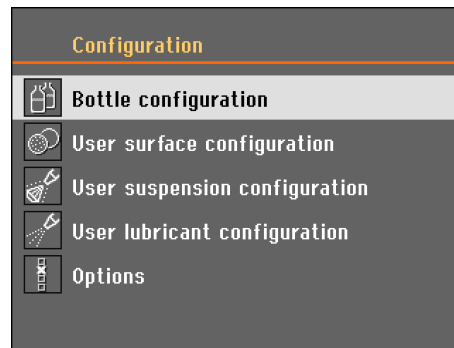 Configuration
Bottle configuration
User surface configuration
User suspension configuration
User lubricant configuration
Options